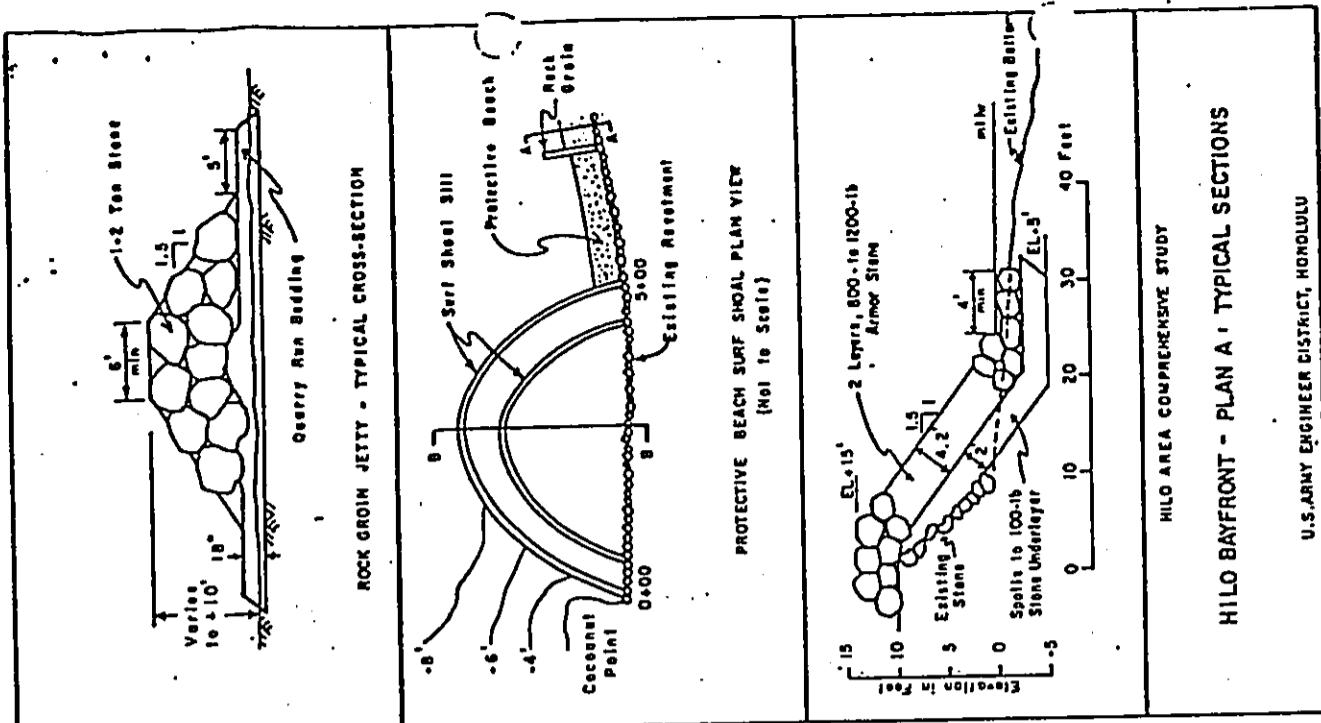 1-2 Ton Stone
6'
min
1.5
1
5'
Varies
to +10'
18"
Quarry Run Bedding
ROCK GROIN JETTY - TYPICAL CROSS-SECTION
Surf Shoal Sill
Protective Beach
Rock
Groin
A
A
B
B
-8'
-6'
-4'
Coconut
Point
0+00
5+00
Existing Revetment
PROTECTIVE BEACH SURF SHOAL PLAN VIEW
(Not to Scale)
EL+15'
2 Layers, 800-to 1200-lb
Armor Stone
1.5
1
4.2'
2'
4'
min
mllw
Existing
EL-5'
Existing
Stone
Spalls to 100-lb
Stone Underlayer
+15
10
5
0
-5
Elevation in Feet
0
10
20
30
40 Feet
HILO AREA COMPREHENSIVE STUDY
HILO BAYFRONT - PLAN A: TYPICAL SECTIONS
U.S.ARMY ENGINEER DISTRICT, HONOLULU